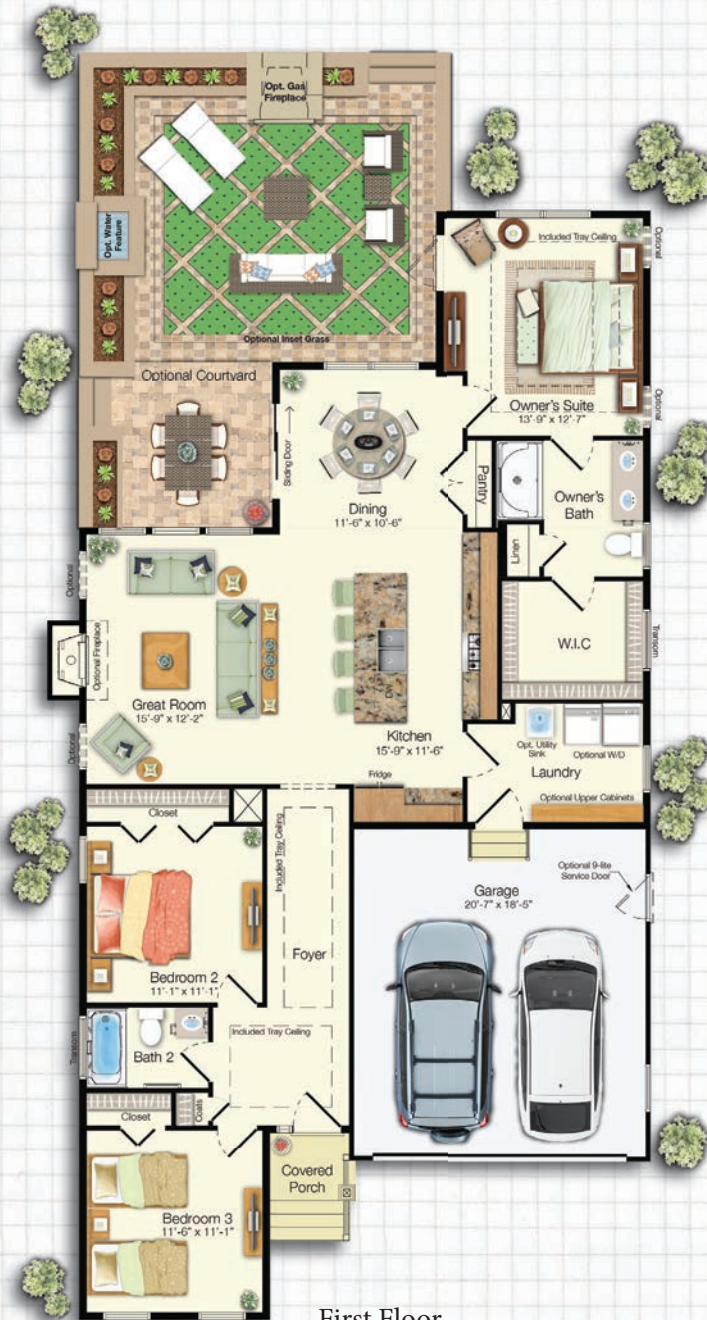 Opt. Gas
Fireplace
Opt. Water
Feature
Included Tray Ceiling
Optional
Optional Inset Grass
Optional Courtyard
Owner's Suite
13'-9" x 12'-7"
Optional
Sliding Door
Dining
11'-6" x 10'-6"
Pantry
Owner's
Bath
Linen
Optional
Optional Fireplace
W.I.C
Transom
Great Room
15'-9" x 12'-2"
DW
Kitchen
15'-9" x 11'-6"
Optional
Opt. Utility
Sink
Optional W/D
Laundry
Fridge
Optional Upper Cabinets
Closet
Included Tray Ceiling
Optional 9-lite
Service Door
Garage
20'-7" x 18'-5"
Foyer
Bedroom 2
11'-1" x 11'-1"
Included Tray Ceiling
Transom
Bath 2
Closet
Coats
Covered
Porch
Bedroom 3
11'-6" x 11'-1"
First Floor